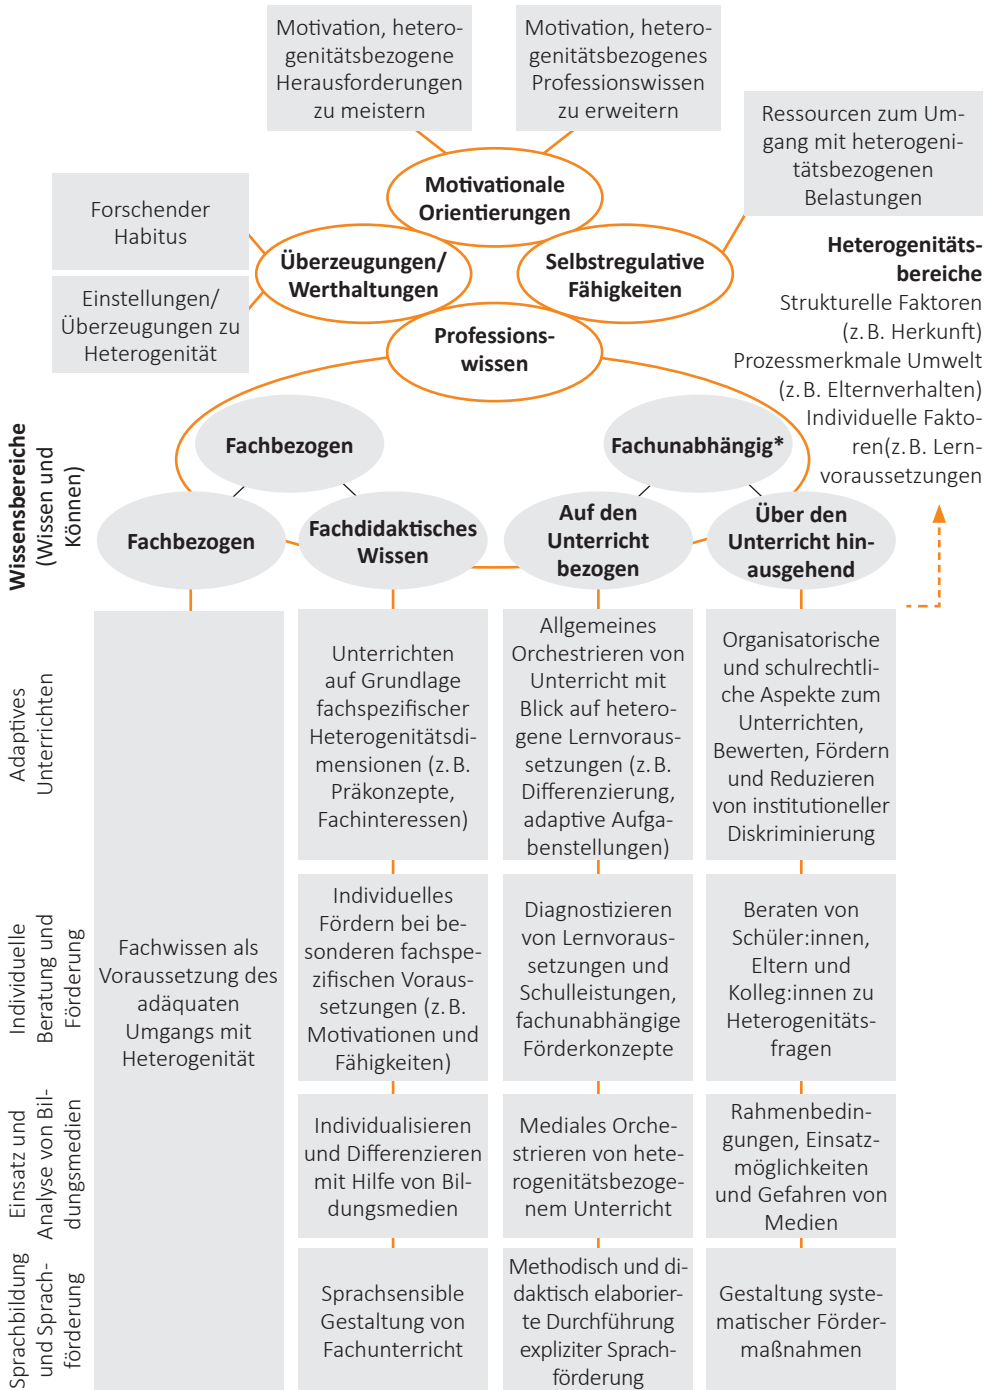 Motivation, hetero-
genitätsbezogene
Herausforderungen
zu meistern
Motivation, hetero-
genitätsbezogenes
Professionswissen
zu erweitern
Ressourcen zum Um-
gang mit heterogeni-
tätsbezogenen
Belastungen
Motivationale
Orientierungen
Forschender
Habitus
Überzeugungen/
Werthaltungen
Selbstregulative
Fähigkeiten
Einstellungen/
Überzeugungen zu
Heterogenität
Professions-
wissen
Heterogenitäts-
bereiche
Strukturelle Faktoren
(z. B. Herkunft)
Prozessmerkmale Umwelt
(z. B. Elternverhalten)
Individuelle Fakto-
ren(z. B. Lern-
voraussetzungen
Wissensbereiche
(Wissen und
Können)
Fachbezogen
Fachunabhängig*
Fachbezogen
Fachdidaktisches
Wissen
Auf den
Unterricht
bezogen
Über den
Unterricht hin-
ausgehend
Fachwissen als
Voraussetzung des
adäquaten
Umgangs mit
Heterogenität
Adaptives
Unterrichten
Unterrichten
auf Grundlage
fachspezifischer
Heterogenitätsdi-
mensionen (z. B.
Präkonzepte,
Fachinteressen)
Allgemeines
Orchestrieren von
Unterricht mit
Blick auf hetero-
gene Lernvoraus-
setzungen (z. B.
Differenzierung,
adaptive Aufga-
benstellungen)
Organisatorische
und schulrechtli-
che Aspekte zum
Unterrichten,
Bewerten, Fördern
und Reduzieren
von institutioneller
Diskriminierung
Individuelle
Beratung und
Förderung
Individuelles
Fördern bei be-
sonderen fachspe-
zifischen Voraus-
setzungen (z. B.
Motivationen und
Fähigkeiten)
Diagnostizieren
von Lernvoraus-
setzungen und
Schulleistungen,
fachunabhängige
Förderkonzepte
Beraten von
Schüler:innen,
Eltern und
Kolleg:innen zu
Heterogenitäts-
fragen
Einsatz und
Analyse von Bil-
dungsmedien
Individualisieren
und Differenzieren
mit Hilfe von Bil-
dungsmedien
Mediales Orche-
strieren von hete-
rogenitätsbezoge-
nem Unterricht
Rahmenbedin-
gungen, Einsatz-
möglichkeiten
und Gefahren von
Medien
Sprachbildung
und Sprach-
förderung
Sprachsensible
Gestaltung von
Fachunterricht
Methodisch und di-
daktisch elaborier-
te Durchführung
expliziter Sprach-
förderung
Gestaltung syste-
matischer Förder-
maßnahmen